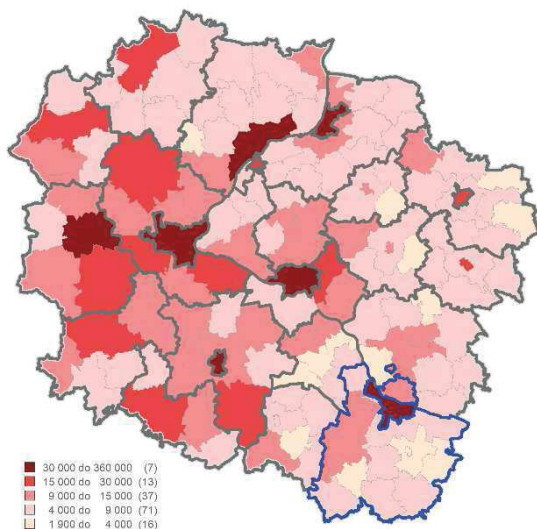 30 000 do 360 000 (7)
15 000 do 30 000 (13)
9 000 do 15 000 (37)
4 000 do 9 000 (71)
1 900 do 4 000 (16)